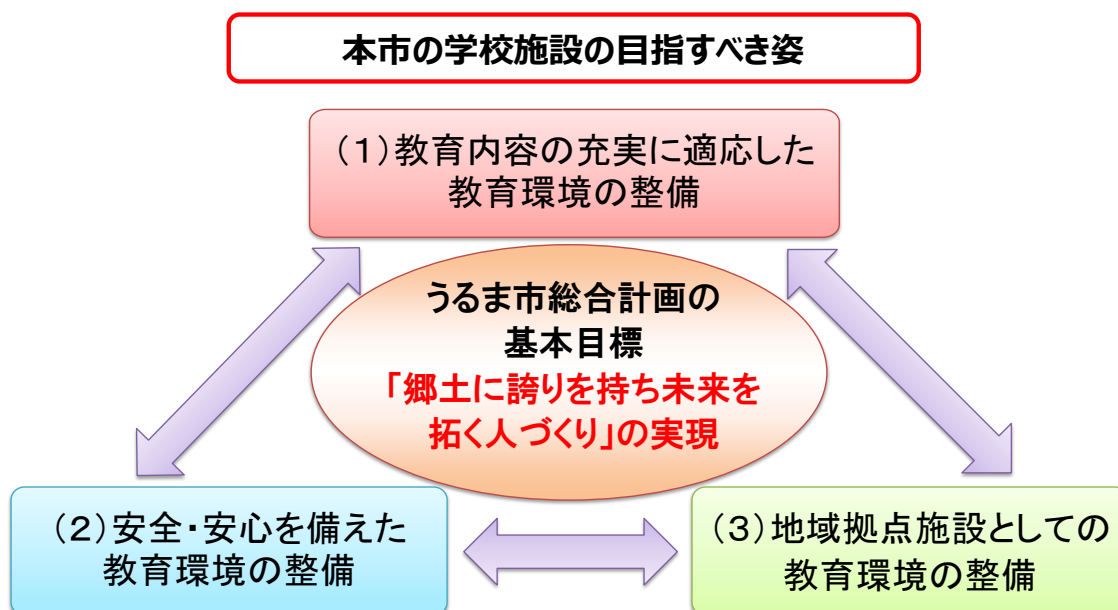 本市の学校施設の目指すべき姿
（1）教育内容の充実に適応した
教育環境の整備
うるま市総合計画の
基本目標
「郷土に誇りを持ち未来を
拓く人づくり」の実現
（2）安全・安心を備えた
教育環境の整備
（3）地域拠点施設としての
教育環境の整備